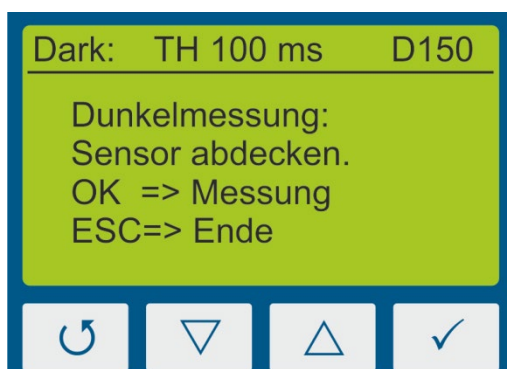 Dark: TH 100 ms D150
Dunkelmessung:
Sensor abdecken.
OK => Messung
ESC=> Ende